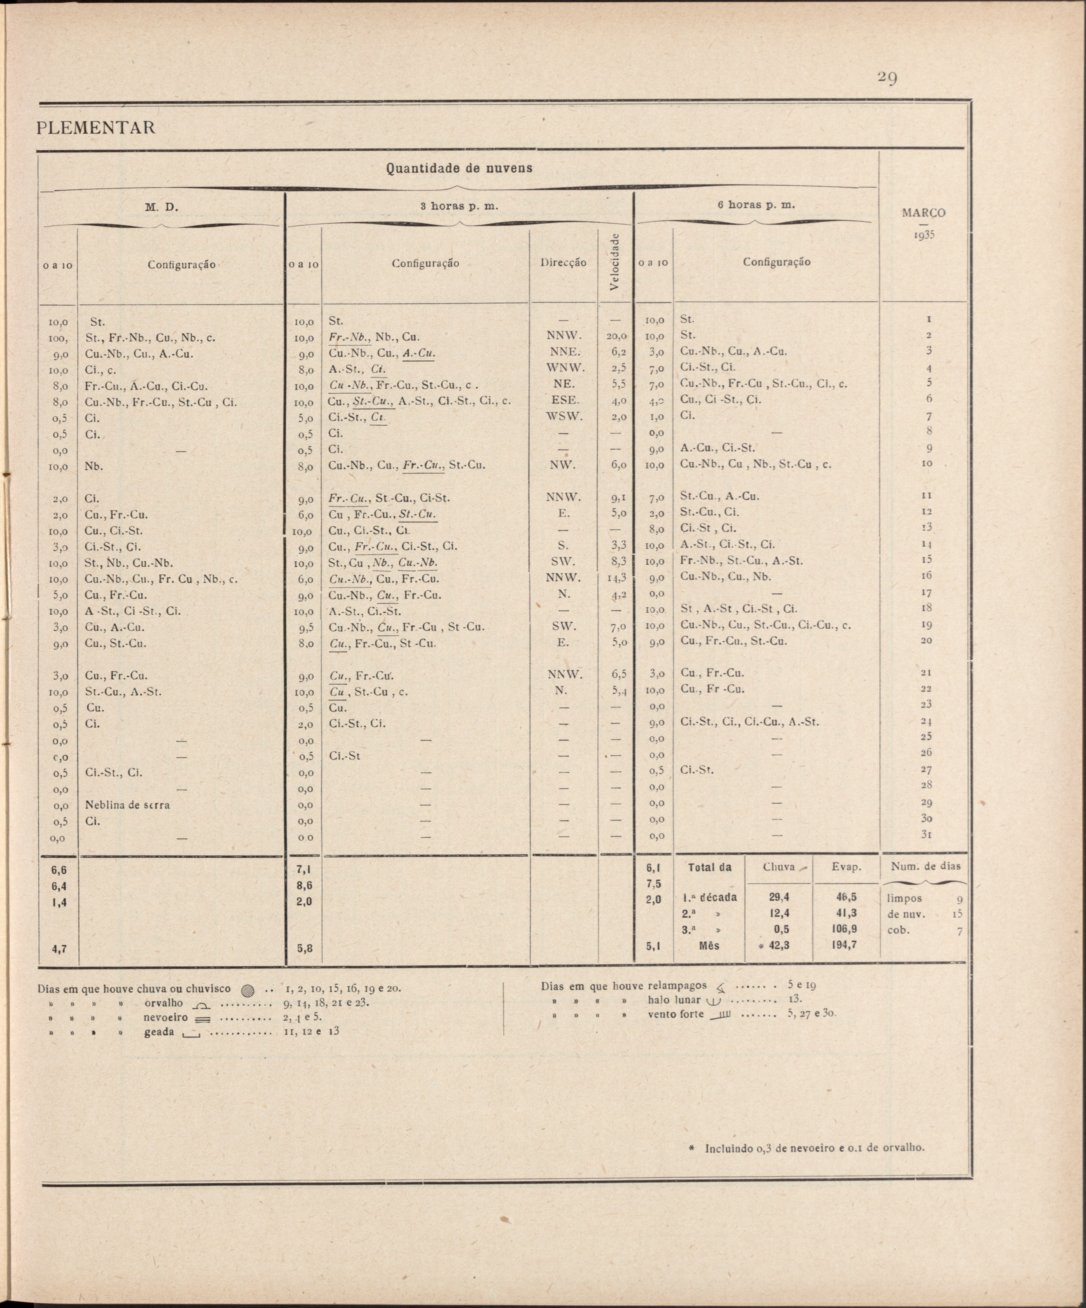 29
PLEMENTAR
Quantidade de nuvens
M. D. 3 horas p. m. 6 horas p. m. MARÇO
1935
0 a 10 Configuração 0 a 10 Configuração Direcção Velocidade 0 a 10 Configuração
10,0 St. 10,0 St. — — 10,0 St. 1
100, St., Fr.-Nb., Cu., Nb., c. 10,0 Fr.-Nb., Nb., Cu. NNW. 20,0 10,0 St. 2
9,0 Cu.-Nb., Cu., A.-Cu. 9,0 Cu.-Nb., Cu., A.-Cu. NNE. 6,2 3,0 Cu.-Nb., Cu., A.-Cu. 3
10,0 Ci., c. 8,0 A.-St., Ci. WNW. 2,5 7,0 Ci.-St., Ci. 4
8,0 Fr.-Cu., A.-Cu., Ci.-Cu. 10,0 Cu -Nb., Fr.-Cu., St.-Cu., c . NE. 5,5 7,0 Cu.-Nb., Fr.-Cu , St.-Cu., Ci., c. 5
8,0 Cu.-Nb., Fr.-Cu., St.-Cu , Ci. 10,0 Cu., St.-Cu., A.-St., Ci.-St., Ci., c. ESE. 4,0 4,0 Cu., Ci -St., Ci. 6
0,5 Ci. 5,0 Ci.-St., Ci. WSW. 2,0 1,0 Ci. 7
0,5 Ci. 0,5 Ci. — — 0,0 — 8
0,0 — 0,5 Ci. — — 9,0 A.-Cu., Ci.-St. 9
10,0 Nb. 8,0 Cu.-Nb., Cu., Fr.-Cu., St.-Cu. NW. 6,0 10,0 Cu.-Nb., Cu , Nb., St.-Cu , c. 10
2,0 Ci. 9,0 Fr.-Cu., St.-Cu., Ci-St. NNW. 9,1 7,0 St.-Cu., A.-Cu. 11
2,0 Cu., Fr.-Cu. 6,0 Cu , Fr.-Cu., St.-Cu. E. 5,0 2,0 St.-Cu., Ci. 12
10,0 Cu., Ci.-St. 10,0 Cu., Ci.-St., Ci. — — 8,0 Ci.-St , Ci. 13
3,0 Ci.-St., Ci. 9,0 Cu., Fr.-Cu., Ci.-St., Ci. S. 3,3 10,0 A.-St., Ci.-St., Ci. 14
10,0 St., Nb., Cu.-Nb. 10,0 St., Cu , Nb., Cu.-Nb. SW. 8,3 10,0 Fr.-Nb., St.-Cu., A.-St. 15
10,0 Cu.-Nb., Cu., Fr. Cu , Nb., c. 6,0 Cu.-Nb., Cu., Fr.-Cu. NNW. 14,3 9,0 Cu.-Nb., Cu., Nb. 16
5,0 Cu., Fr.-Cu. 9,0 Cu.-Nb., Cu., Fr.-Cu. N. 4,2 0,0 — 17
10,0 A -St., Ci -St., Ci. 10,0 A.-St., Ci.-St. — — 10,0 St , A.-St , Ci.-St , Ci. 18
3,0 Cu., A.-Cu. 9,5 Cu.-Nb., Cu., Fr.-Cu , St -Cu. SW. 7,0 10,0 Cu.-Nb., Cu., St.-Cu., Ci.-Cu., c. 19
9,0 Cu., St.-Cu. 8,0 Cu., Fr.-Cu., St -Cu. E. 5,0 9,0 Cu., Fr.-Cu., St.-Cu. 20
3,0 Cu., Fr.-Cu. 9,0 Cu., Fr.-Cu. NNW. 6,5 3,0 Cu., Fr.-Cu. 21
10,0 St.-Cu., A.-St. 10,0 Cu , St.-Cu , c. N. 5,4 10,0 Cu., Fr -Cu. 22
0,5 Cu. 0,5 Cu. — — 0,0 — 23
0,5 Ci. 2,0 Ci.-St., Ci. — — 9,0 Ci.-St., Ci., Ci.-Cu., A.-St. 24
0,0 — 0,0 — — — 0,0 — 25
0,0 — 0,5 Ci.-St — — 0,0 — 26
0,5 Ci.-St., Ci. 0,0 — — — 0,5 Ci.-St. 27
0,0 — 0,0 — — — 0,0 — 28
0,0 Neblina de serra 0,0 — — — 0,0 — 29
0,5 Ci. 0,0 — — — 0,0 — 30
0,0 — 0 0 — — — 0,0 — 31
6,6 7,1 6,1 Total da Chuva Evap. Num. de dias
6,4 8,6 7,5
1,4 2,0 2,0 1.ª década 29,4 46,5 limpos 9
2.ª » 12,4 41,3 de nuv. 15
3.ª » 0,5 106,9 cob. 7
4,7 5,8 5,1 Mês * 42,3 194,7
Dias em que houve chuva ou chuvisco .. 1, 2, 10, 15, 16, 19 e 20.
» » » » orvalho .......... 9, 14, 18, 21 e 23.
» » » » nevoeiro .......... 2, 4 e 5.
» » » » geada ............ 11, 12 e 13
Dias em que houve relampagos ...... . 5 e 19
» » » » halo lunar ........ 13.
» » » » vento forte ....... 5, 27 e 30.
* Incluindo 0,3 de nevoeiro e 0.1 de orvalho.